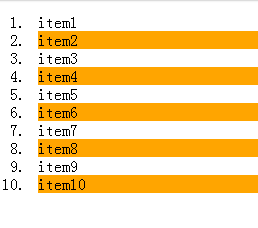 1. item1
2. item2
3. item3
4. item4
5. item5
6. item6
7. item7
8. item8
9. item9
10. item10